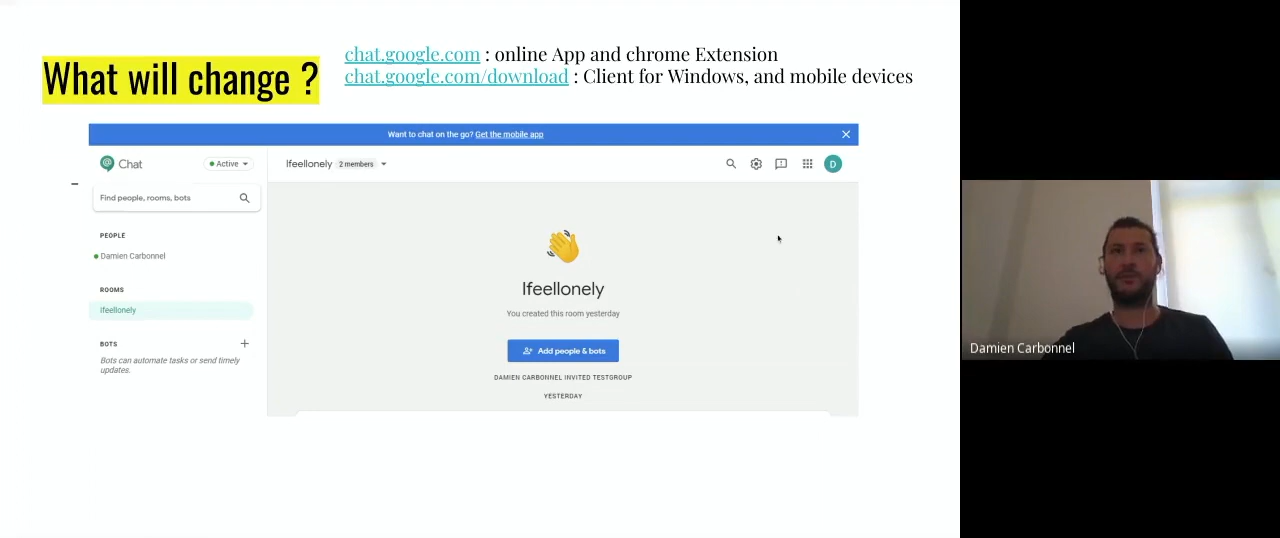 What will change ?
chat.google.com : online App and chrome Extension
chat.google.com/download : Client for Windows, and mobile devices
Want to chat on the go? Get the mobile app
Chat
Active
Ifeellonely 2 members
D
Find people, rooms, bots
PEOPLE
Damien Carbonnel
ROOMS
Ifeellonely
BOTS
Bots can automate tasks or send timely
updates.
Ifeellonely
You created this room yesterday
Add people & bots
DAMIEN CARBONNEL INVITED TESTGROUP
YESTERDAY
Damien Carbonnel